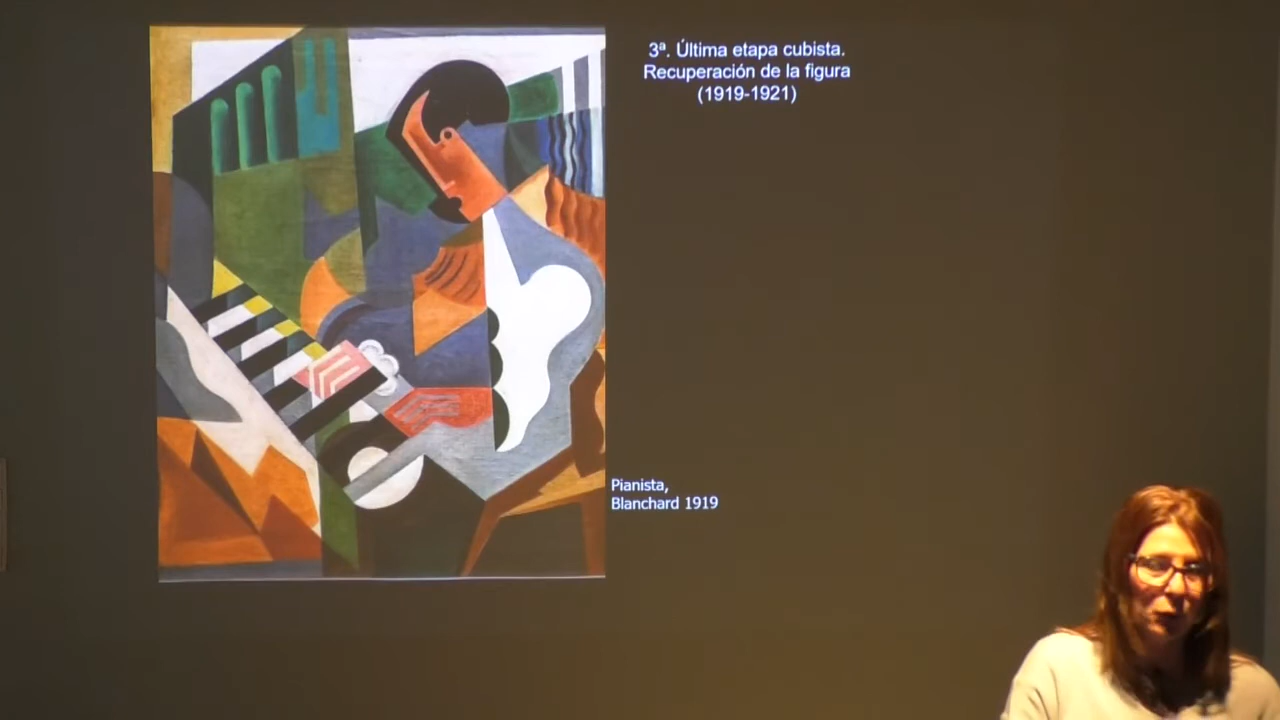 3ª. Última etapa cubista.
Recuperación de la figura
(1919-1921)
Pianista,
Blanchard 1919